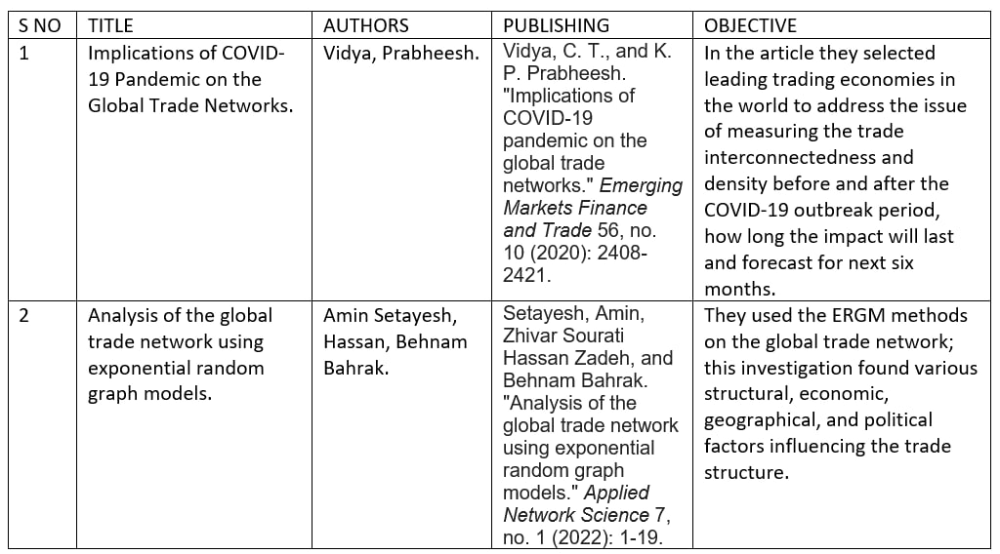 S NO
TITLE
AUTHORS
PUBLISHING
OBJECTIVE
1
Implications of COVID-
19 Pandemic on the
Global Trade Networks.
Vidya, Prabheesh.
Vidya, C. T., and K.
P. Prabheesh.
"Implications of
COVID-19
pandemic on the
global trade
networks." Emerging
Markets Finance
and Trade 56, no.
10 (2020): 2408-
2421.
In the article they selected
leading trading economies in
the world to address the issue
of measuring the trade
interconnectedness and
density before and after the
COVID-19 outbreak period,
how long the impact will last
and forecast for next six
months.
2
Analysis of the global
trade network using
exponential random
graph models.
Amin Setayesh,
Hassan, Behnam
Bahrak.
Setayesh, Amin,
Zhivar Sourati
Hassan Zadeh, and
Behnam Bahrak.
"Analysis of the
global trade network
using exponential
random graph
models." Applied
Network Science 7,
no. 1 (2022): 1-19.
They used the ERGM methods
on the global trade network;
this investigation found various
structural, economic,
geographical, and political
factors influencing the trade
structure.